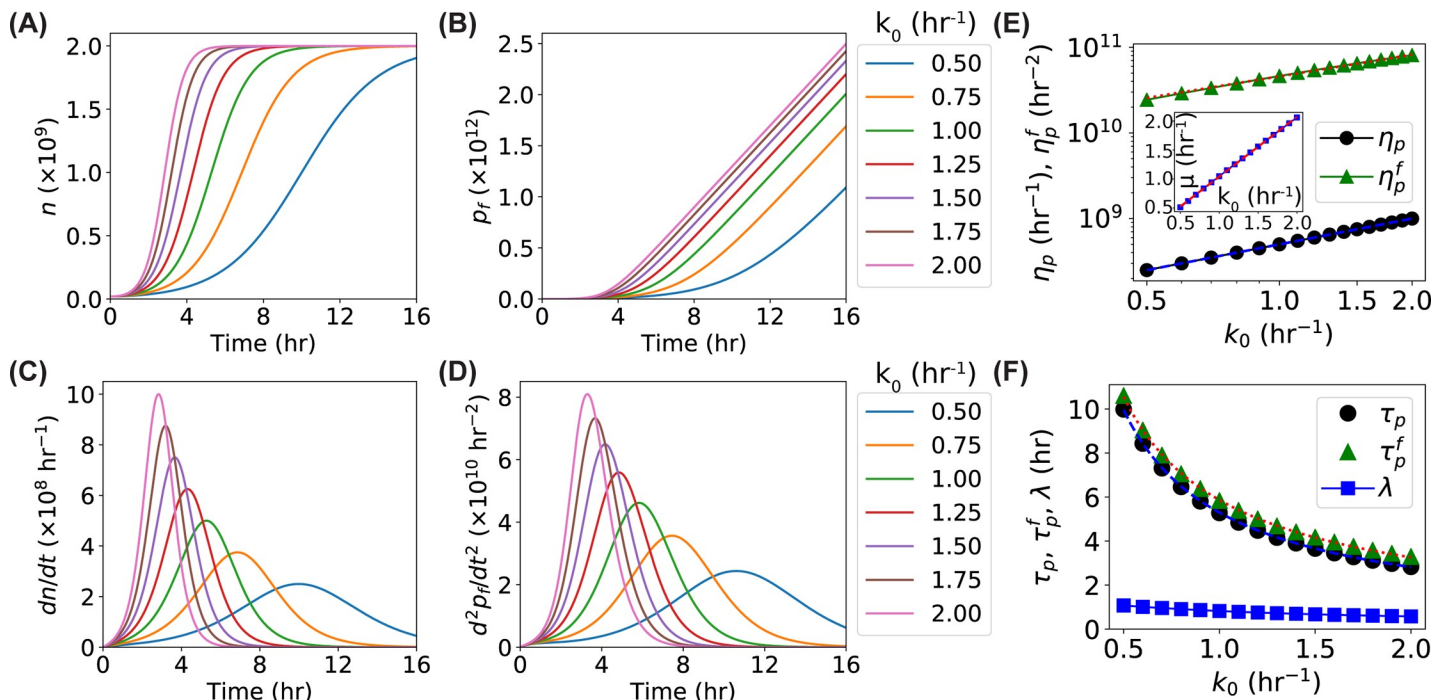 (A)
n (×10⁹)
2.0
1.5
1.0
0.5
0.0
0 4 8 12 16
Time (hr)
(B)
p_f (×10¹²)
2.5
2.0
1.5
1.0
0.5
0.0
0 4 8 12 16
Time (hr)
k₀ (hr⁻¹)
0.50
0.75
1.00
1.25
1.50
1.75
2.00
(E)
η_p (hr⁻¹), η_p^f (hr⁻²)
10¹¹
10¹⁰
10⁹
0.5 1.0 1.5 2.0
k₀ (hr⁻¹)
μ (hr⁻¹)
2.0
1.5
1.0
0.5
k₀ (hr⁻¹)
0.5 1.0 1.5 2.0
η_p
η_p^f
(C)
dn/dt (×10⁸ hr⁻¹)
10
8
6
4
2
0
0 4 8 12 16
Time (hr)
(D)
d²p_f/dt² (×10¹⁰ hr⁻²)
8
6
4
2
0
0 4 8 12 16
Time (hr)
k₀ (hr⁻¹)
0.50
0.75
1.00
1.25
1.50
1.75
2.00
(F)
τ_p, τ_p^f, λ (hr)
10
8
6
4
2
0
0.5 1.0 1.5 2.0
k₀ (hr⁻¹)
τ_p
τ_p^f
λ